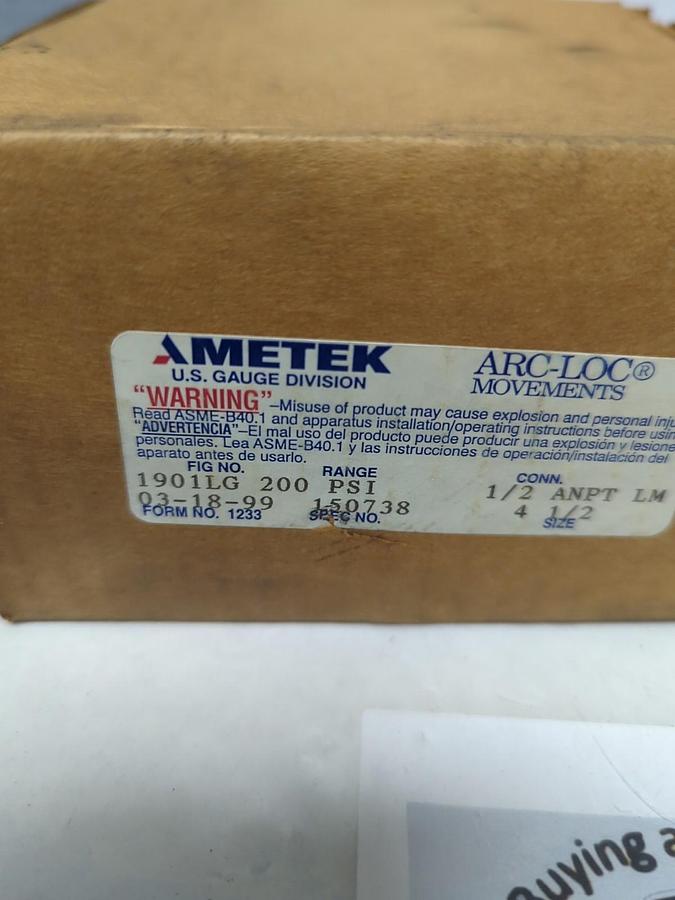 AMETEK
U.S. GAUGE DIVISION
ARC-LOC®
MOVEMENTS
"WARNING"–Misuse of product may cause explosion and personal inju
Read ASME-B40.1 and apparatus installation/operating instructions before usin
"ADVERTENCIA"–El mal uso del producto puede producir una explosión y lesione
personales. Lea ASME-B40.1 y las instrucciones de operación/instalación del
aparato antes de usarlo.
FIG NO. RANGE CONN.
1901LG 200 PSI 1/2 ANPT LM
03-18-99 150738 4 1/2
FORM NO. 1233 SPEC NO. SIZE
Buying a